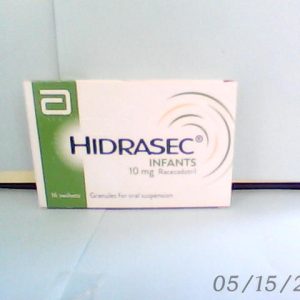 HIDRASEC®
INFANTS
10 mg Racecadotril
16 sachets Granules for oral suspension
05/15/2